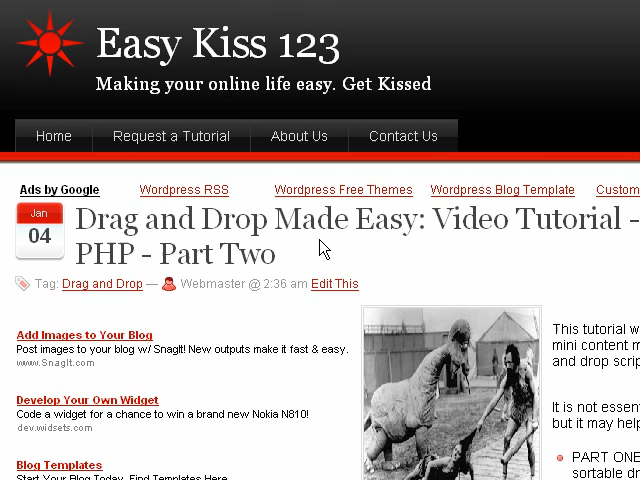 Easy Kiss 123
Making your online life easy. Get Kissed
Home Request a Tutorial About Us Contact Us
Ads by Google Wordpress RSS Wordpress Free Themes Wordpress Blog Template Custom
Jan
04
Drag and Drop Made Easy: Video Tutorial -
PHP - Part Two
Tag: Drag and Drop — Webmaster @ 2:36 am Edit This
Add Images to Your Blog
Post images to your blog w/ SnagIt! New outputs make it fast & easy.
www.SnagIt.com
Develop Your Own Widget
Code a widget for a chance to win a brand new Nokia N810!
dev.widsets.com
Blog Templates
Start Your Blog Today. Find Templates Here.
This tutorial w
mini content m
and drop scrip
It is not essen
but it may help
PART ONE
sortable dr